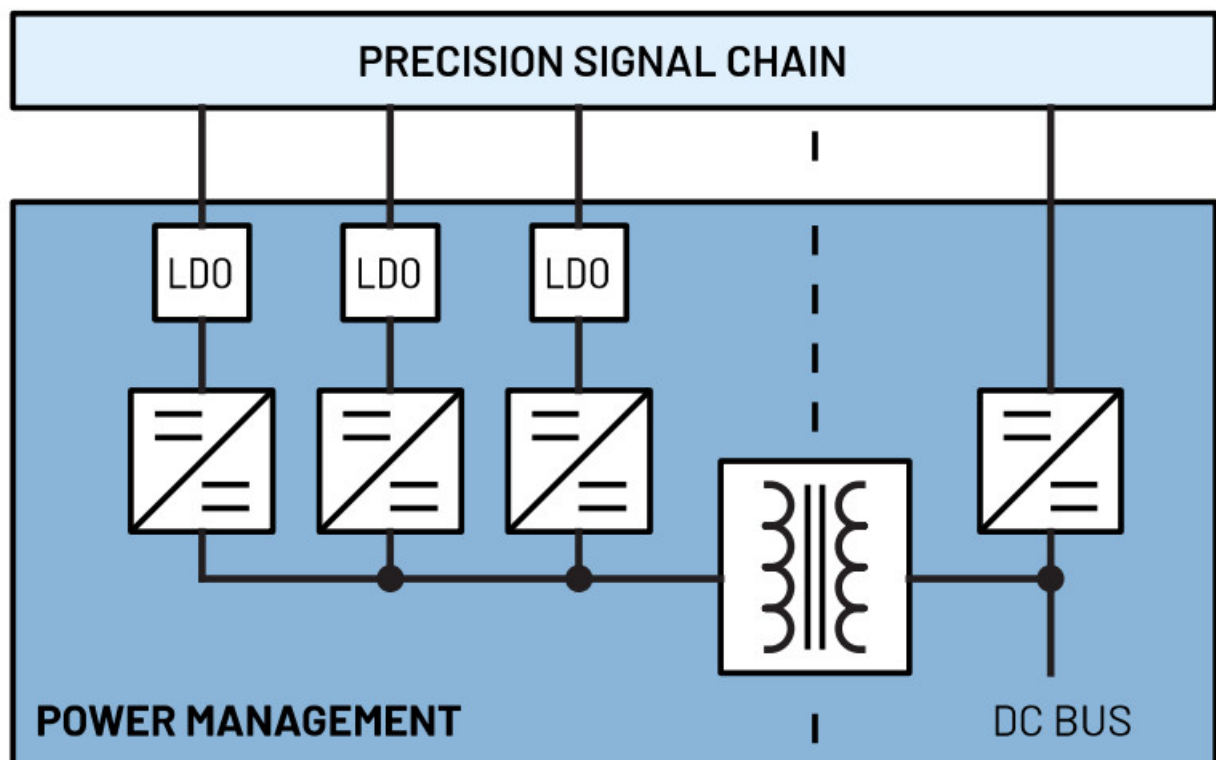 PRECISION SIGNAL CHAIN
LDO
LDO
LDO
POWER MANAGEMENT
DC BUS